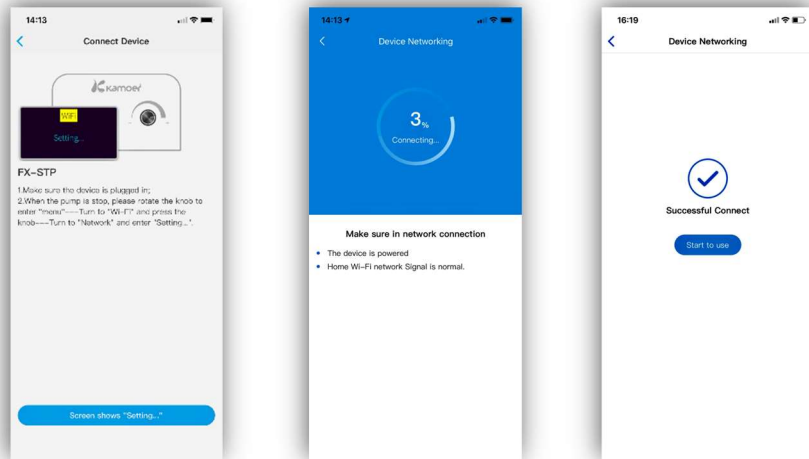 14:13
Connect Device
Kamoer
WiFi
Setting...
FX-STP
1.Make sure the device is plugged in;
2.When the pump is stop, please rotate the knob to
enter "menu"---Turn to "Wi-Fi" and press the
knob---Turn to "Network" and enter "Setting...".
Screen shows "Setting..."
14:13
Device Networking
3%
Connecting...
Make sure in network connection
• The device is powered
• Home Wi-Fi network Signal is normal.
16:19
Device Networking
Successful Connect
Start to use